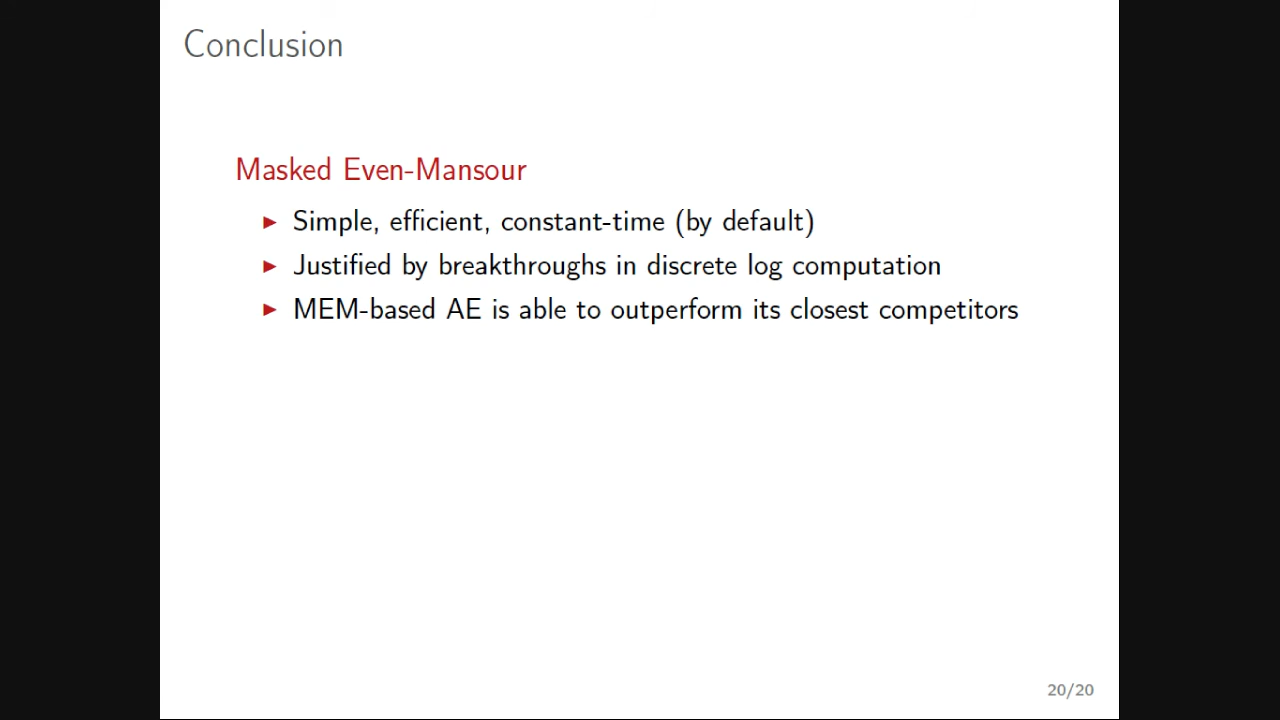 Conclusion
Masked Even-Mansour
▶ Simple, efficient, constant-time (by default)
▶ Justified by breakthroughs in discrete log computation
▶ MEM-based AE is able to outperform its closest competitors
20/20